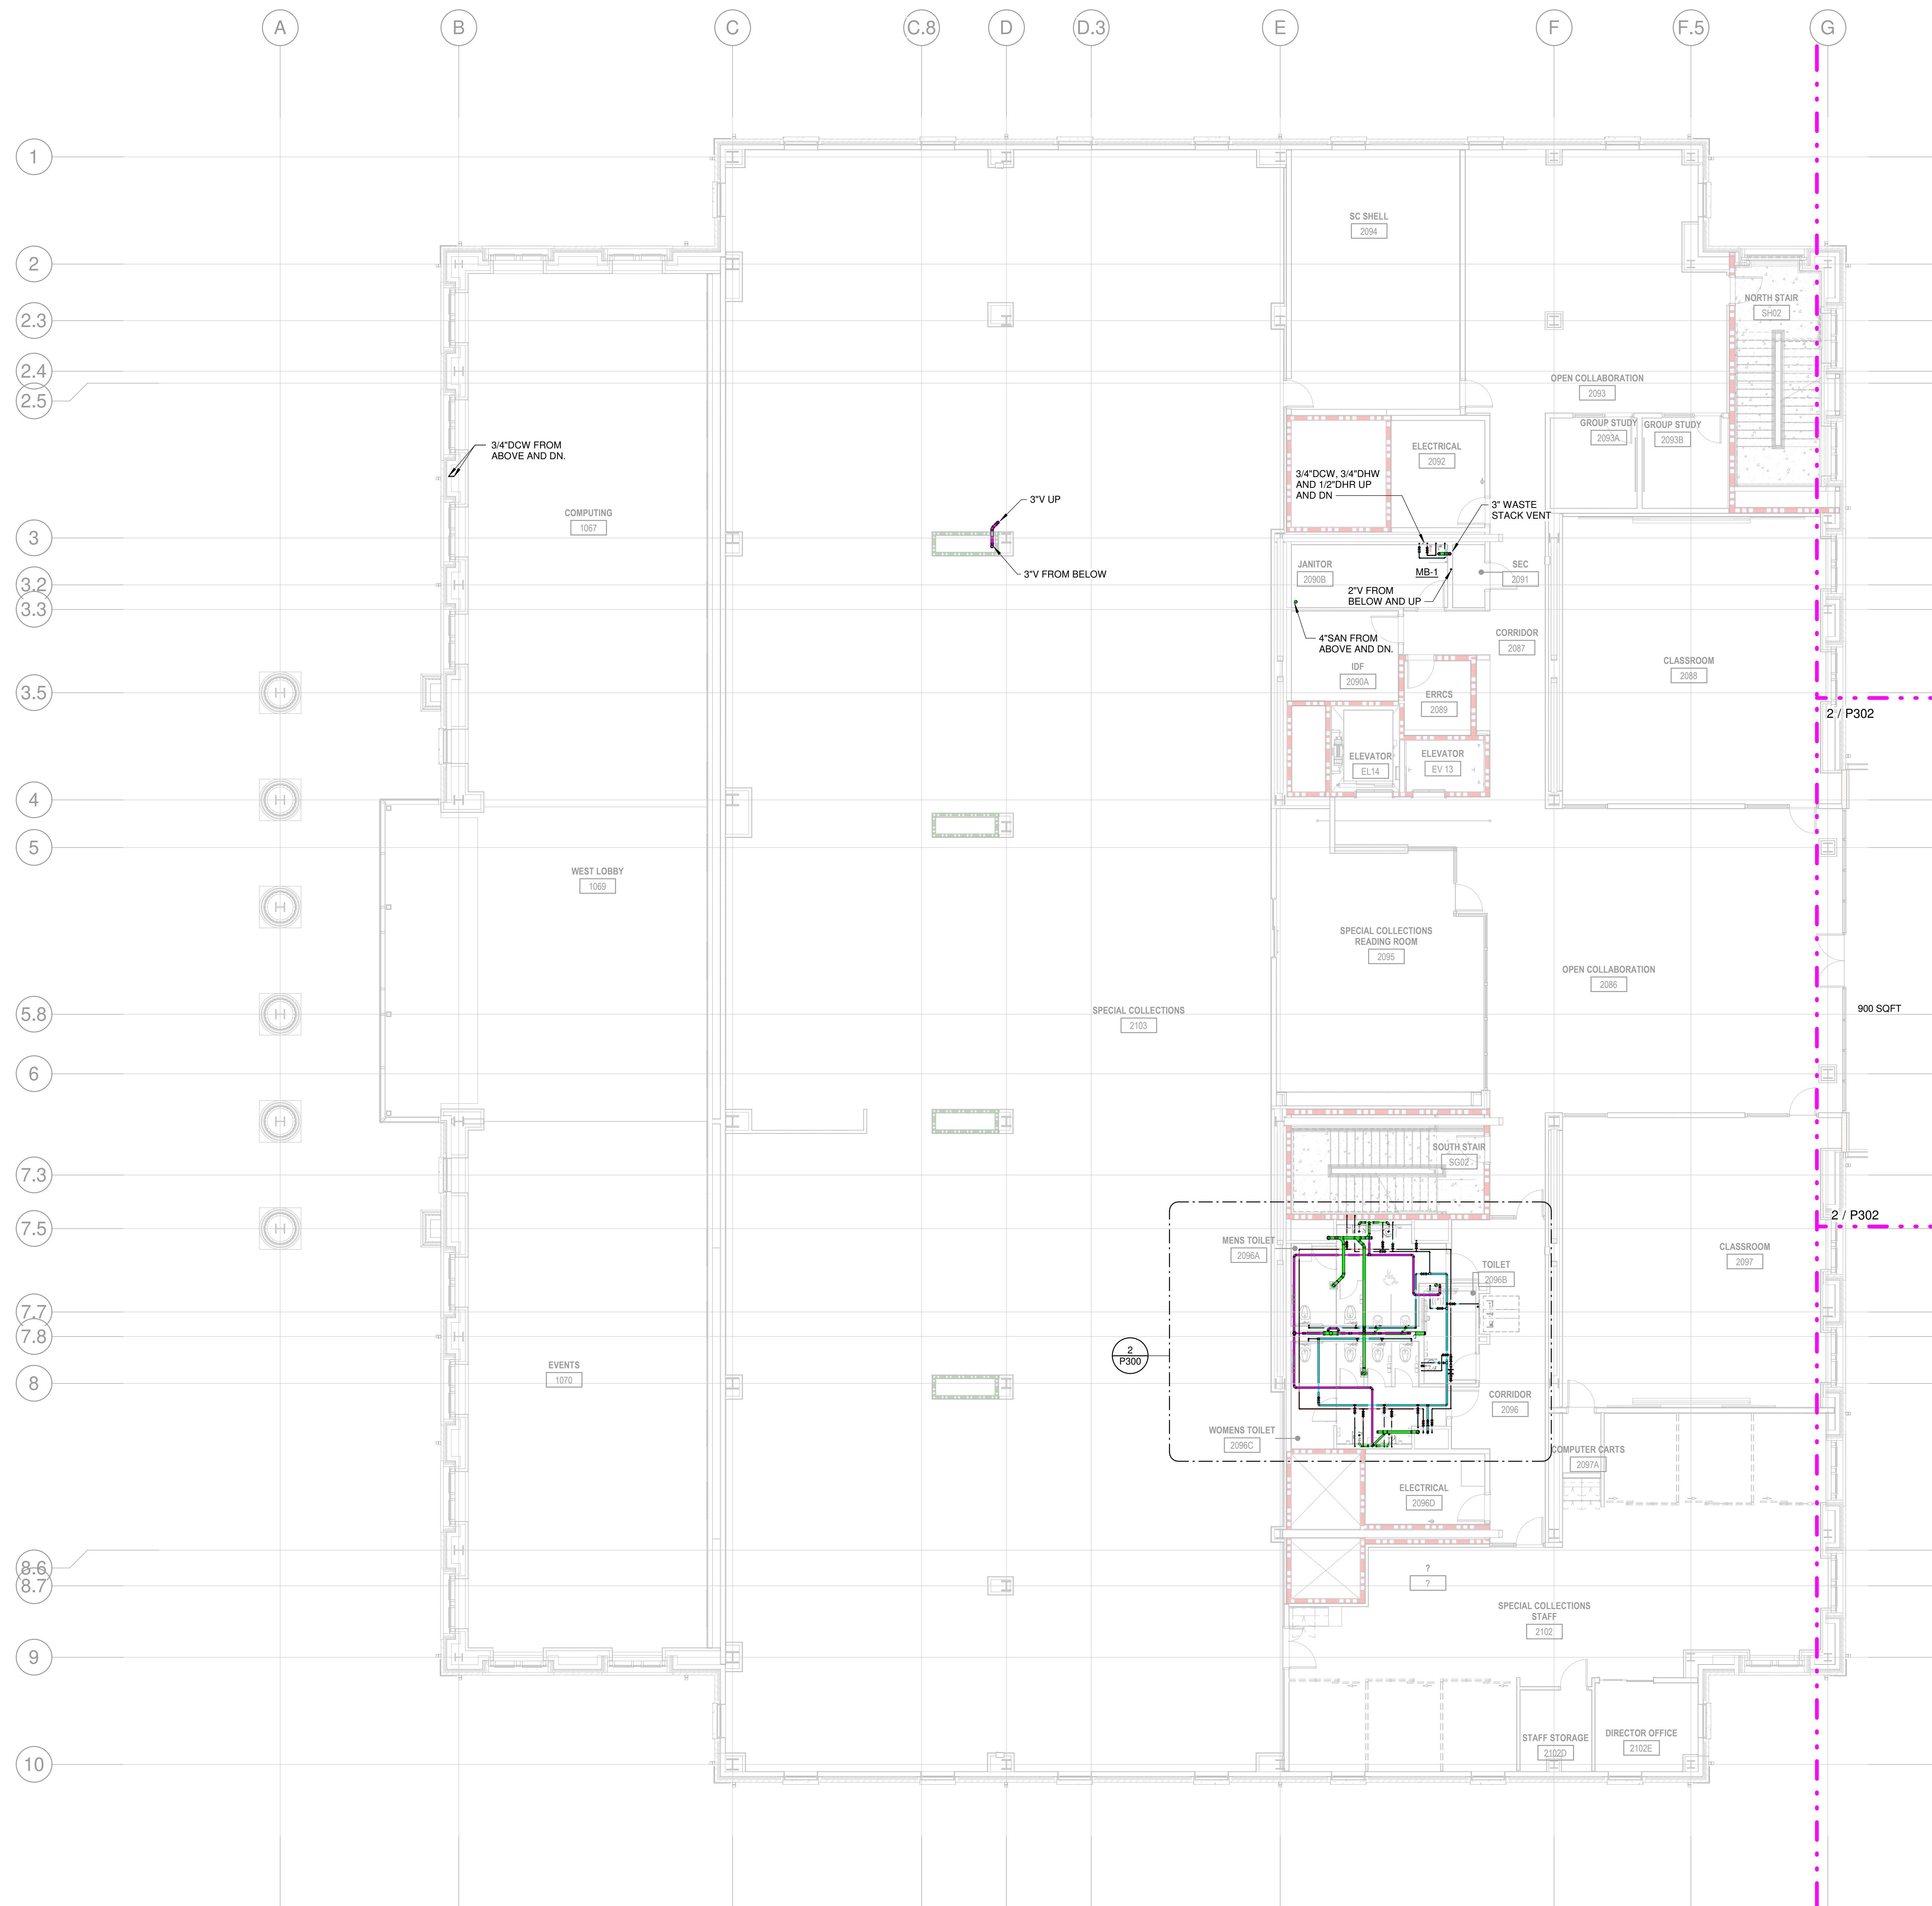 A
B
C
C.8
D
D.3
E
F
F.5
G
1
2
2.3
2.4
2.5
3
3.2
3.3
3.5
4
5
5.8
6
7.3
7.5
7.7
7.8
8
8.6
8.7
9
10
SC SHELL
2094
NORTH STAIR
SH02
OPEN COLLABORATION
2093
GROUP STUDY
2093A
GROUP STUDY
2093B
3/4"DCW FROM
ABOVE AND DN.
ELECTRICAL
2092
3/4"DCW, 3/4"DHW
AND 1/2"DHR UP
AND DN
3"V UP
3" WASTE
STACK VENT
COMPUTING
1067
3"V FROM BELOW
JANITOR
2090B
MB-1
SEC
2091
2"V FROM
BELOW AND UP
4"SAN FROM
ABOVE AND DN.
CORRIDOR
2087
IDF
2090A
CLASSROOM
2088
ERRCS
2089
2 / P302
ELEVATOR
EL14
ELEVATOR
EV 13
WEST LOBBY
1069
SPECIAL COLLECTIONS
READING ROOM
2095
OPEN COLLABORATION
2086
SPECIAL COLLECTIONS
2103
900 SQFT
SOUTH STAIR
SG02
2 / P302
MENS TOILET
2096A
TOILET
2096B
CLASSROOM
2097
2
P300
EVENTS
1070
CORRIDOR
2096
WOMENS TOILET
2096C
COMPUTER CARTS
2097A
ELECTRICAL
2096D
?
?
SPECIAL COLLECTIONS
STAFF
2102
STAFF STORAGE
2102D
DIRECTOR OFFICE
2102E